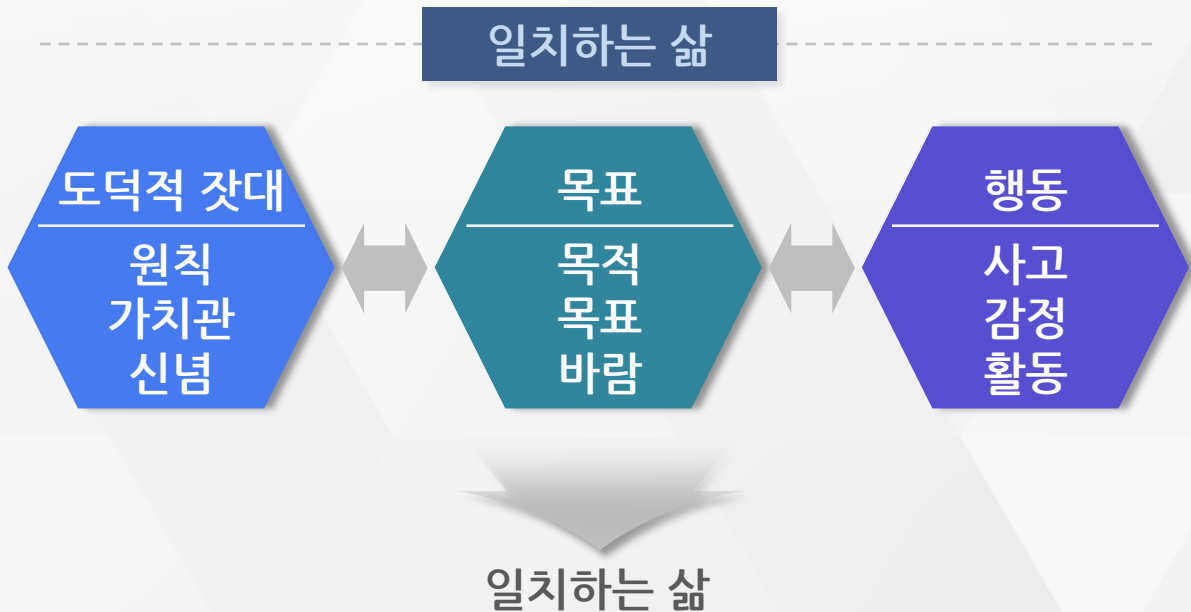 일치하는 삶
도덕적 잣대
원칙
가치관
신념
목표
목적
목표
바람
행동
사고
감정
활동
일치하는 삶